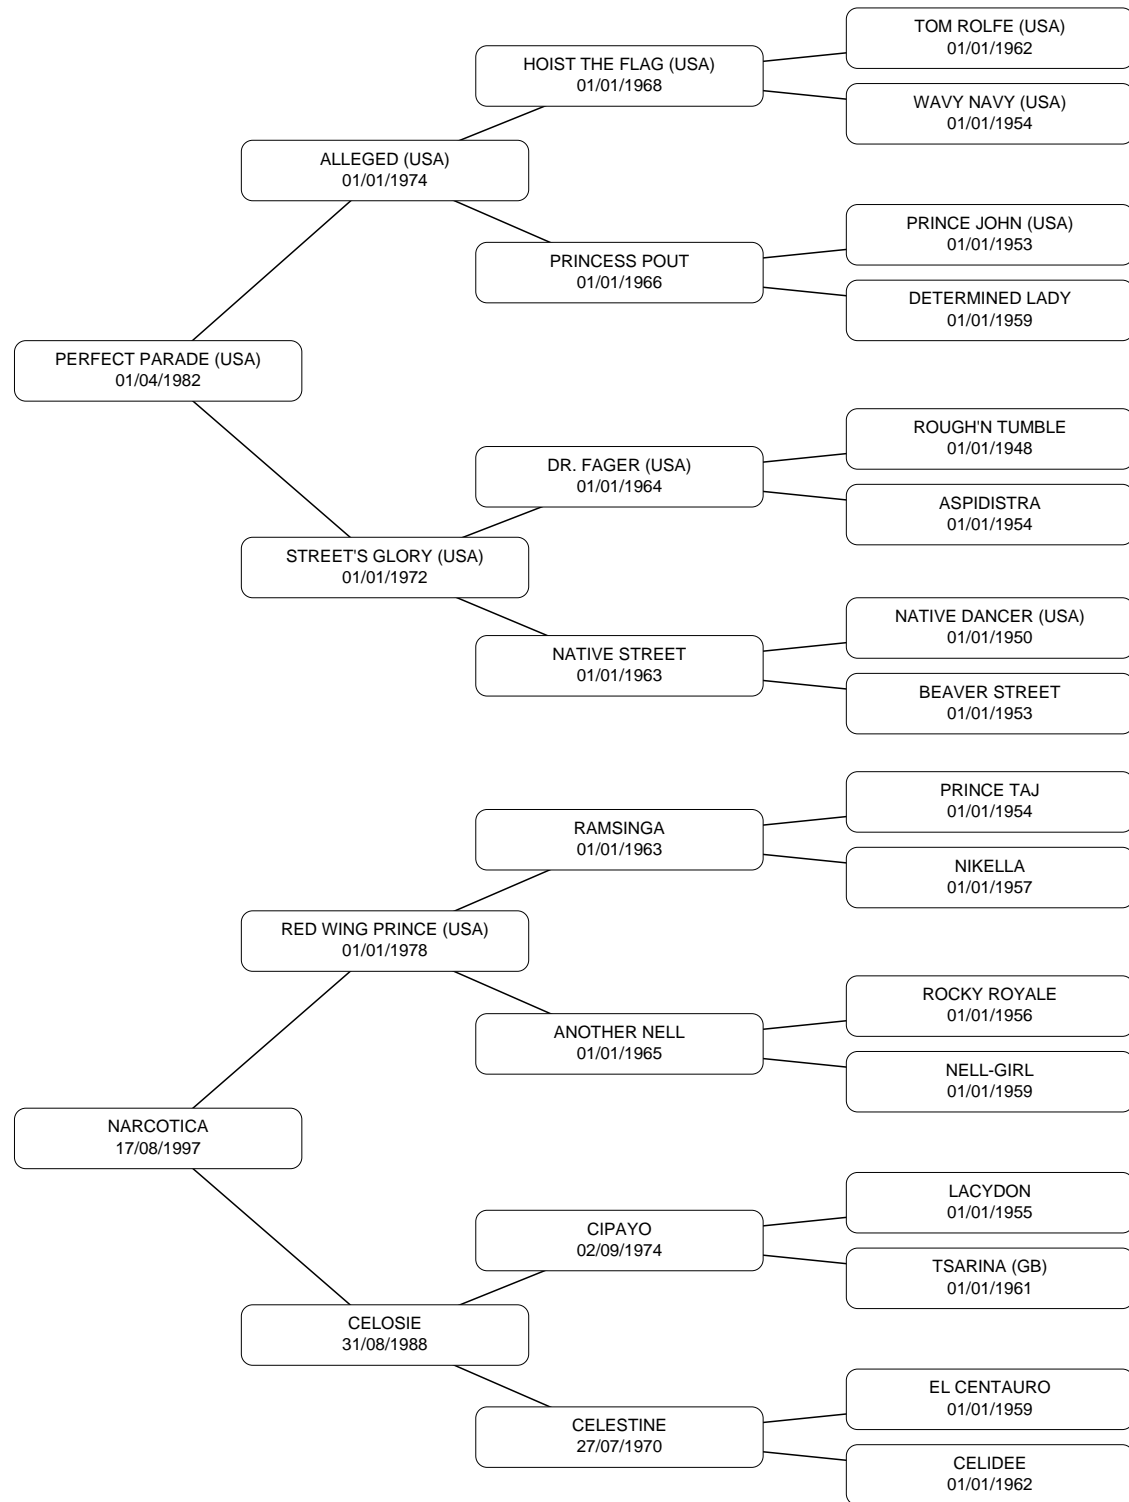 TOM ROLFE (USA)
01/01/1962
HOIST THE FLAG (USA)
01/01/1968
WAVY NAVY (USA)
01/01/1954
ALLEGED (USA)
01/01/1974
PRINCE JOHN (USA)
01/01/1953
PRINCESS POUT
01/01/1966
DETERMINED LADY
01/01/1959
PERFECT PARADE (USA)
01/04/1982
ROUGH'N TUMBLE
01/01/1948
DR. FAGER (USA)
01/01/1964
ASPIDISTRA
01/01/1954
STREET'S GLORY (USA)
01/01/1972
NATIVE DANCER (USA)
01/01/1950
NATIVE STREET
01/01/1963
BEAVER STREET
01/01/1953
PRINCE TAJ
01/01/1954
RAMSINGA
01/01/1963
NIKELLA
01/01/1957
RED WING PRINCE (USA)
01/01/1978
ROCKY ROYALE
01/01/1956
ANOTHER NELL
01/01/1965
NELL-GIRL
01/01/1959
NARCOTICA
17/08/1997
LACYDON
01/01/1955
CIPAYO
02/09/1974
TSARINA (GB)
01/01/1961
CELOSIE
31/08/1988
EL CENTAURO
01/01/1959
CELESTINE
27/07/1970
CELIDEE
01/01/1962